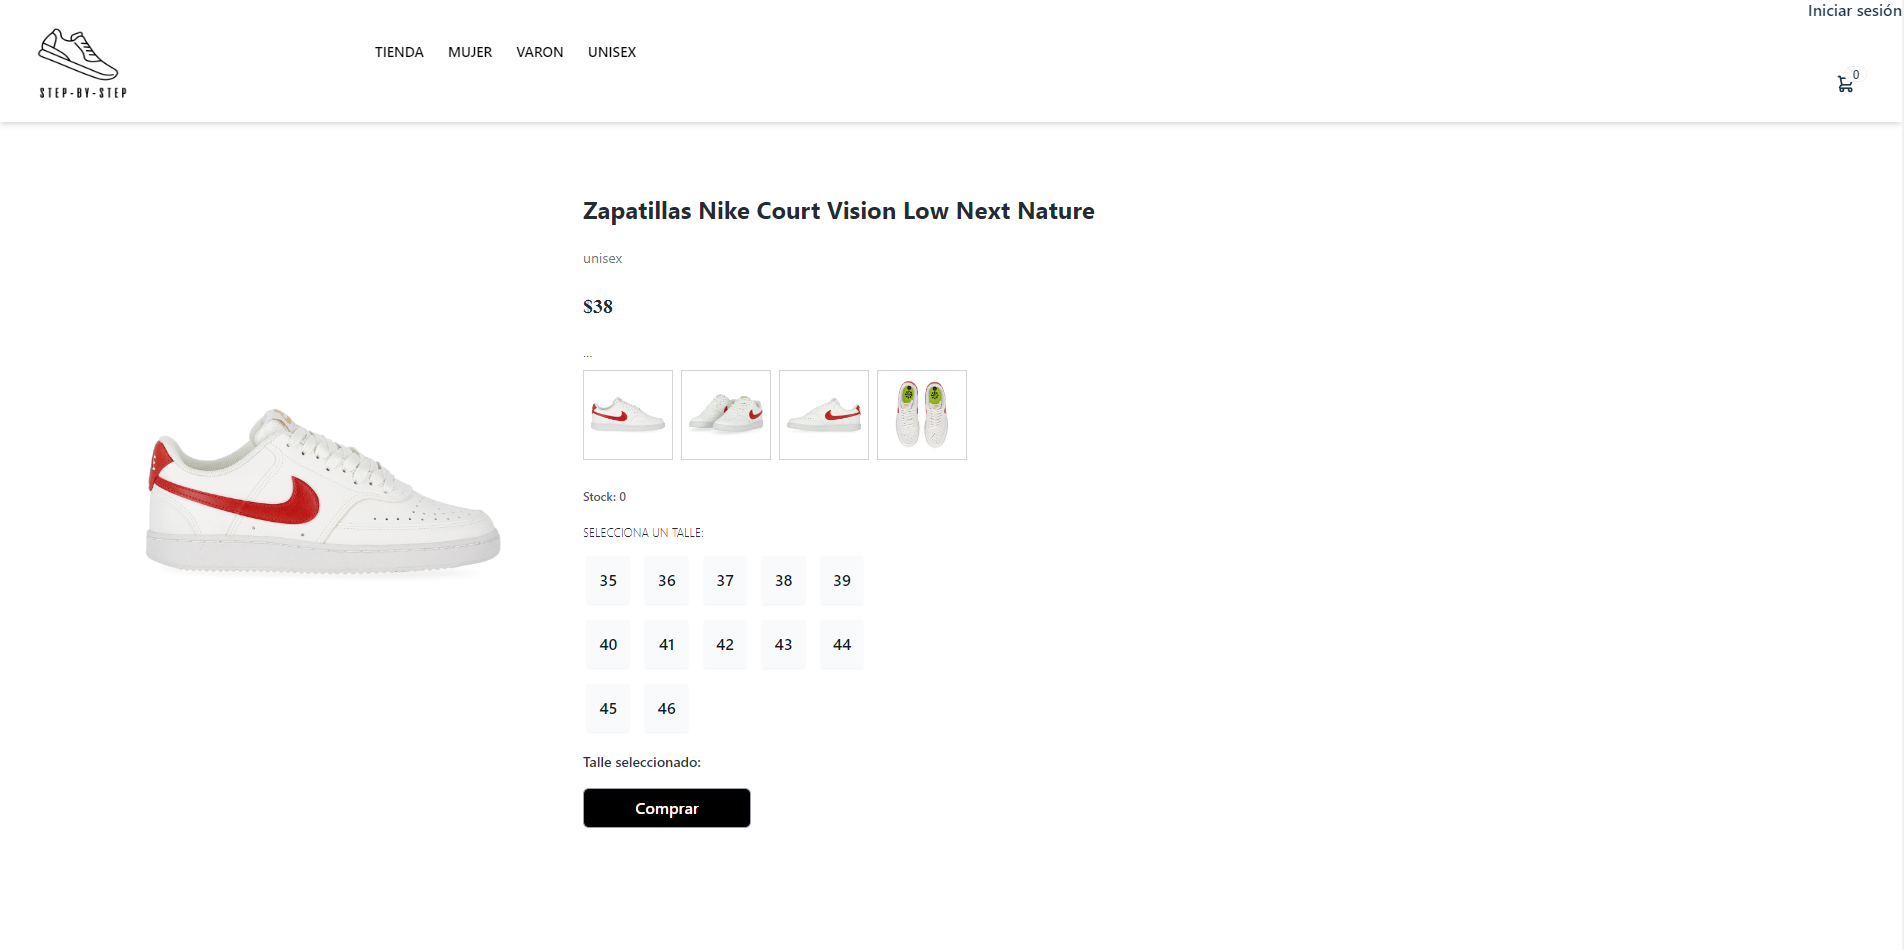 Iniciar sesión
TIENDA MUJER VARON UNISEX
0
STEP-BY-STEP
Zapatillas Nike Court Vision Low Next Nature
unisex
$38
...
Stock: 0
SELECCIONA UN TALLE:
35 36 37 38 39
40 41 42 43 44
45 46
Talle seleccionado:
Comprar